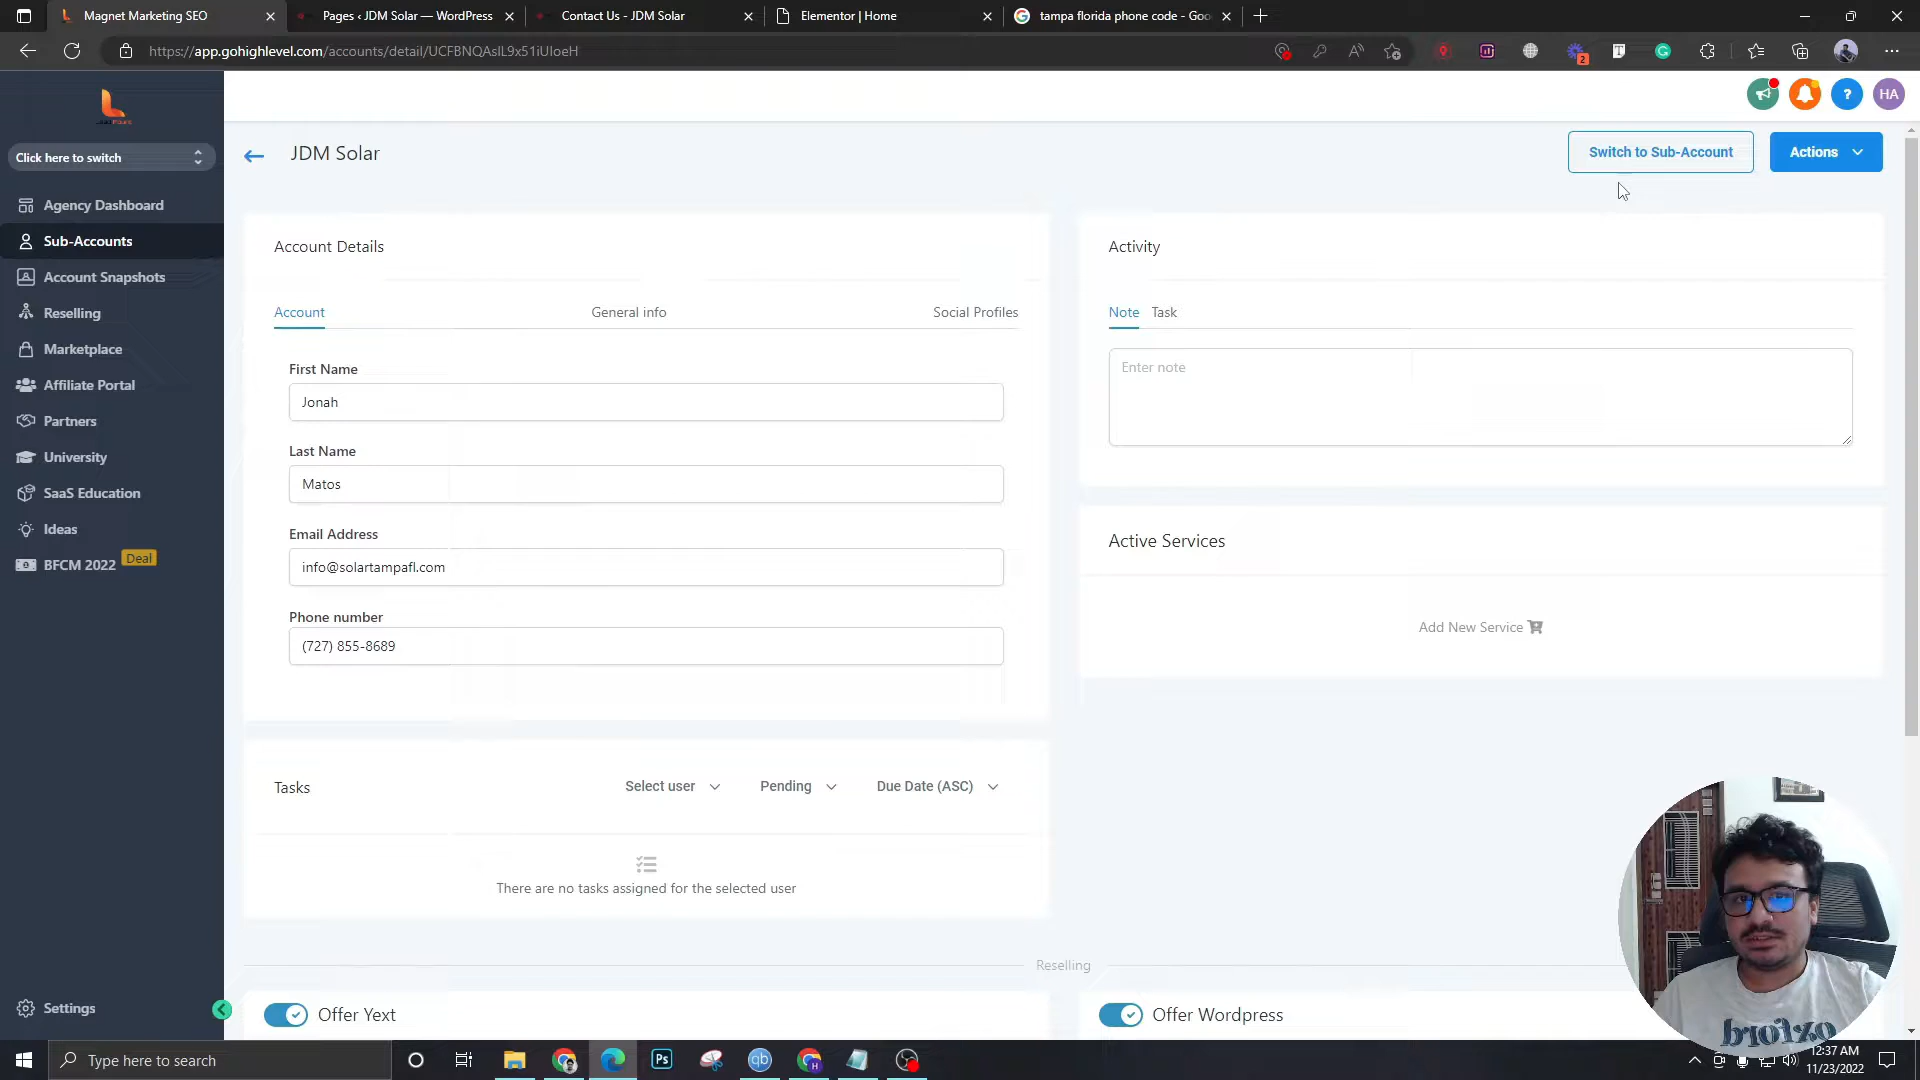 Magnet Marketing SEO
Pages ‹ JDM Solar — WordPress
Contact Us - JDM Solar
Elementor | Home
tampa florida phone code - Goo
https://app.gohighlevel.com/accounts/detail/UCFBNQAsIL9x51iUIoeH
2
HA
Click here to switch
JDM Solar
Switch to Sub-Account
Actions
Agency Dashboard
Sub-Accounts
Account Snapshots
Reselling
Marketplace
Affiliate Portal
Partners
University
SaaS Education
Ideas
BFCM 2022 Deal
Settings
Account Details
Account General info Social Profiles
First Name
Jonah
Last Name
Matos
Email Address
info@solartampafl.com
Phone number
(727) 855-8689
Activity
Note Task
Enter note
Active Services
Add New Service
Tasks
Select user Pending Due Date (ASC)
There are no tasks assigned for the selected user
Reselling
Offer Yext
Offer Wordpress
Type here to search
Ps
qb
12:37 AM
11/23/2022